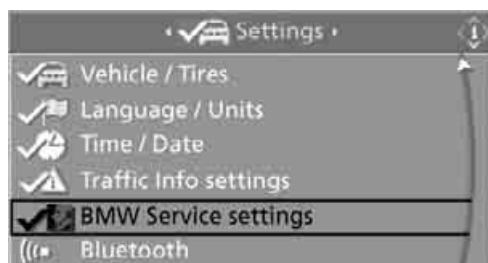 Settings
Vehicle / Tires
Language / Units
Time / Date
Traffic Info settings
BMW Service settings
Bluetooth